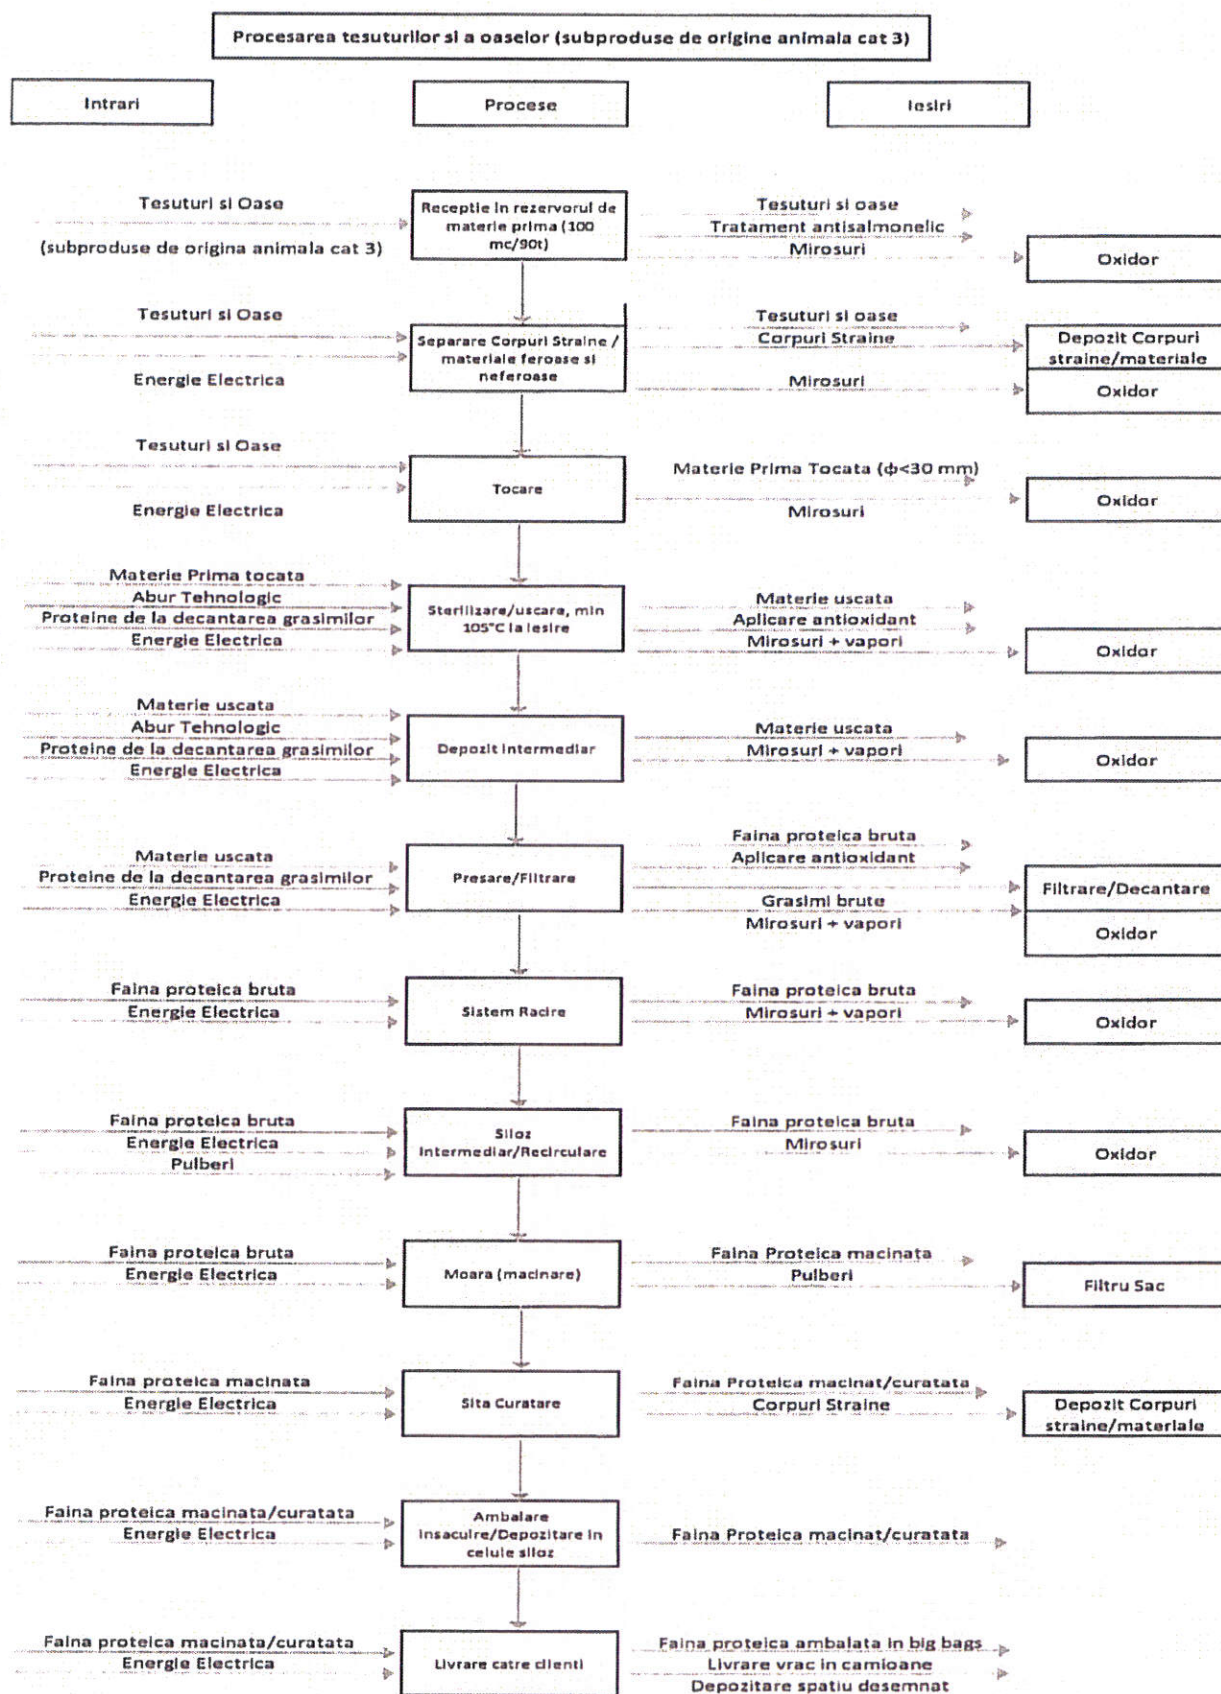 Procesarea tesuturilor si a oaselor (subproduse de origine animala cat 3)
Intrari
Procese
Iesiri
Tesuturi si Oase
(subproduse de origina animala cat 3)
Receptie in rezervorul de
materie prima (100
mc/90t)
Tesuturi si oase
Tratament antisalmonelic
Mirosuri
Oxidor
Tesuturi si Oase
Energie Electrica
Separare Corpuri Straine /
materiale feroase si
neferoase
Tesuturi si oase
Corpuri Straine
Mirosuri
Depozit Corpuri
straine/materiale
Oxidor
Tesuturi si Oase
Energie Electrica
Tocare
Materie Prima Tocata (ϕ<30 mm)
Mirosuri
Oxidor
Materie Prima tocata
Abur Tehnologic
Proteine de la decantarea grasimilor
Energie Electrica
Sterilizare/uscare, min
105°C la iesire
Materie uscata
Aplicare antioxidant
Mirosuri + vapori
Oxidor
Materie uscata
Abur Tehnologic
Proteine de la decantarea grasimilor
Energie Electrica
Depozit Intermediar
Materie uscata
Mirosuri + vapori
Oxidor
Materie uscata
Proteine de la decantarea grasimilor
Energie Electrica
Presare/Filtrare
Faina proteica bruta
Aplicare antioxidant
Grasimi brute
Mirosuri + vapori
Filtrare/Decantare
Oxidor
Faina proteica bruta
Energie Electrica
Sistem Racire
Faina proteica bruta
Mirosuri + vapori
Oxidor
Faina proteica bruta
Energie Electrica
Pulberi
Siloz
Intermediar/Recirculare
Faina proteica bruta
Mirosuri
Oxidor
Faina proteica bruta
Energie Electrica
Moara (macinare)
Faina Proteica macinata
Pulberi
Filtru Sac
Faina proteica macinata
Energie Electrica
Sita Curatare
Faina Proteica macinat/curatata
Corpuri Straine
Depozit Corpuri
straine/materiale
Faina proteica macinata/curatata
Energie Electrica
Ambalare
Insacuire/Depozitare in
celule siloz
Faina Proteica macinat/curatata
Faina proteica macinata/curatata
Energie Electrica
Livrare catre clienti
Faina proteica ambalata in big bags
Livrare vrac in camioane
Depozitare spatiu desemnat